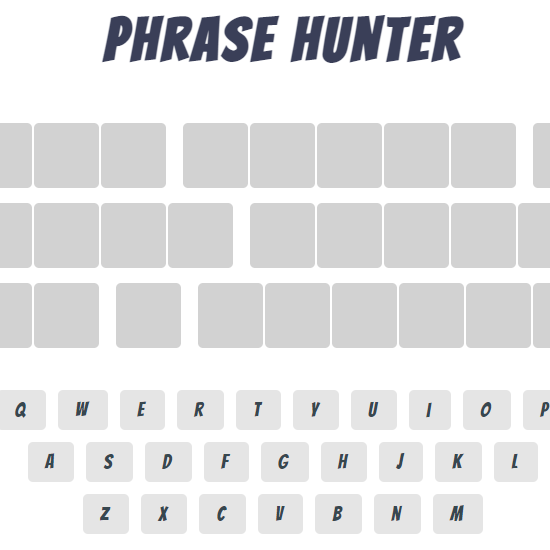 PHRASE HUNTER
Q W E R T Y U I O P
A S D F G H J K L
Z X C V B N M